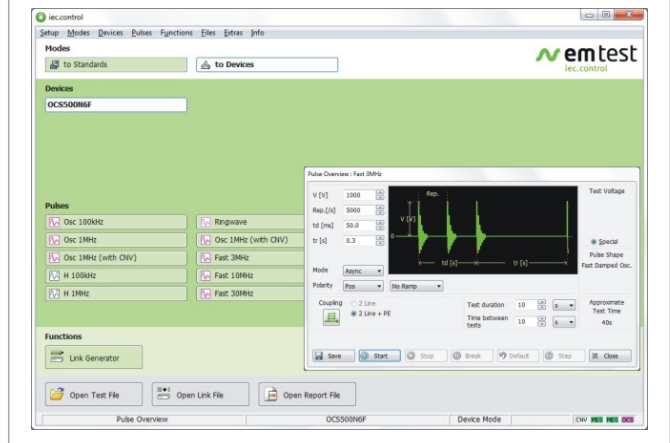 iec.control
Setup Modes Devices Pulses Functions Files Extras Info
Modes
to Standards
to Devices
emtest
iec.control
Devices
OCS500N6F
Pulses
Osc 100kHz
Ringwave
Osc 1MHz
Osc 1MHz (with CNV)
Osc 1MHz (with CNV)
Fast 3MHz
H 100kHz
Fast 10MHz
H 1MHz
Fast 30MHz
Pulse Overview : Fast 3MHz
V [V] 1000
Rep.[/s] 5000
td [ms] 50.0
tr [s] 0.3
Rep.
V [V]
0
td [s]
tr [s]
Test Voltage
Special
Pulse Shape
Fast Damped Osc.
Mode Async
Polarity Pos No Ramp
Coupling
2 Line
2 Line + PE
Test duration 10 s
Time between tests 10 s
Approximate
Test Time
40s
Save Start Stop Break Default Step Close
Functions
Link Generator
Open Test File Open Link File Open Report File
Pulse Overview OCS500N6F Device Mode CNV MEG MEG OCS